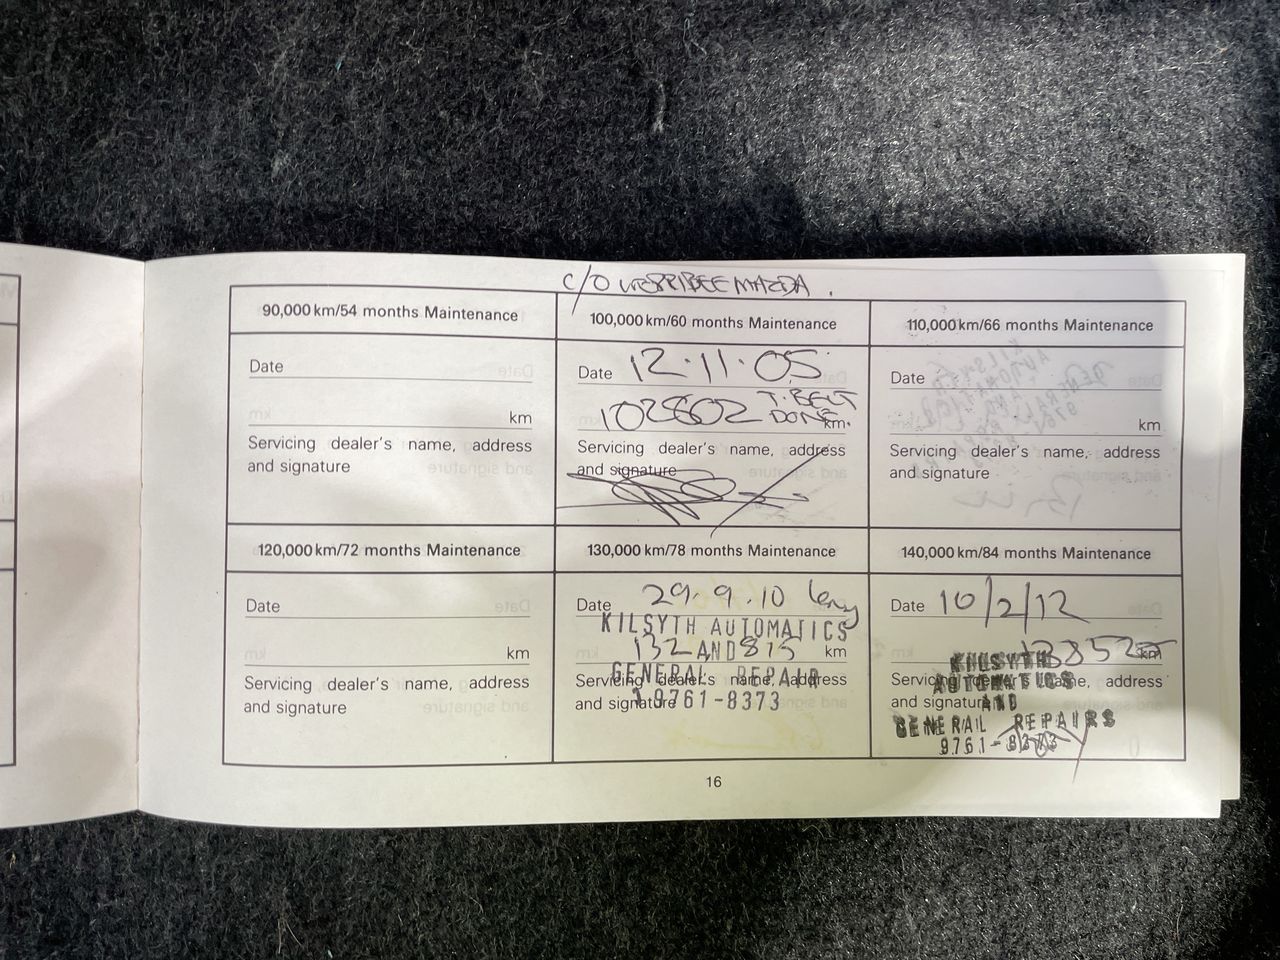 C/O WERRIBEE MAZDA.
90,000 km/54 months Maintenance
Date
km
Servicing dealer's name, address
and signature
100,000 km/60 months Maintenance
Date 12.11.05
102602 T. BELT
DONE km.
Servicing dealer's name, address
and signature
110,000 km/66 months Maintenance
Date
km
Servicing dealer's name, address
and signature
120,000 km/72 months Maintenance
Date
km
Servicing dealer's name, address
and signature
130,000 km/78 months Maintenance
Date 29.9.10
KILSYTH AUTOMATICS
132 AND 875 km
GENERAL REPAIR
Servicing dealer's name, address
and signature 9761-8373
140,000 km/84 months Maintenance
Date 10/2/12
km
KILSYTH
Servicing dealer's name, address
AUTOMATICS
and signature AND
GENERAL REPAIRS
9761-8373
16